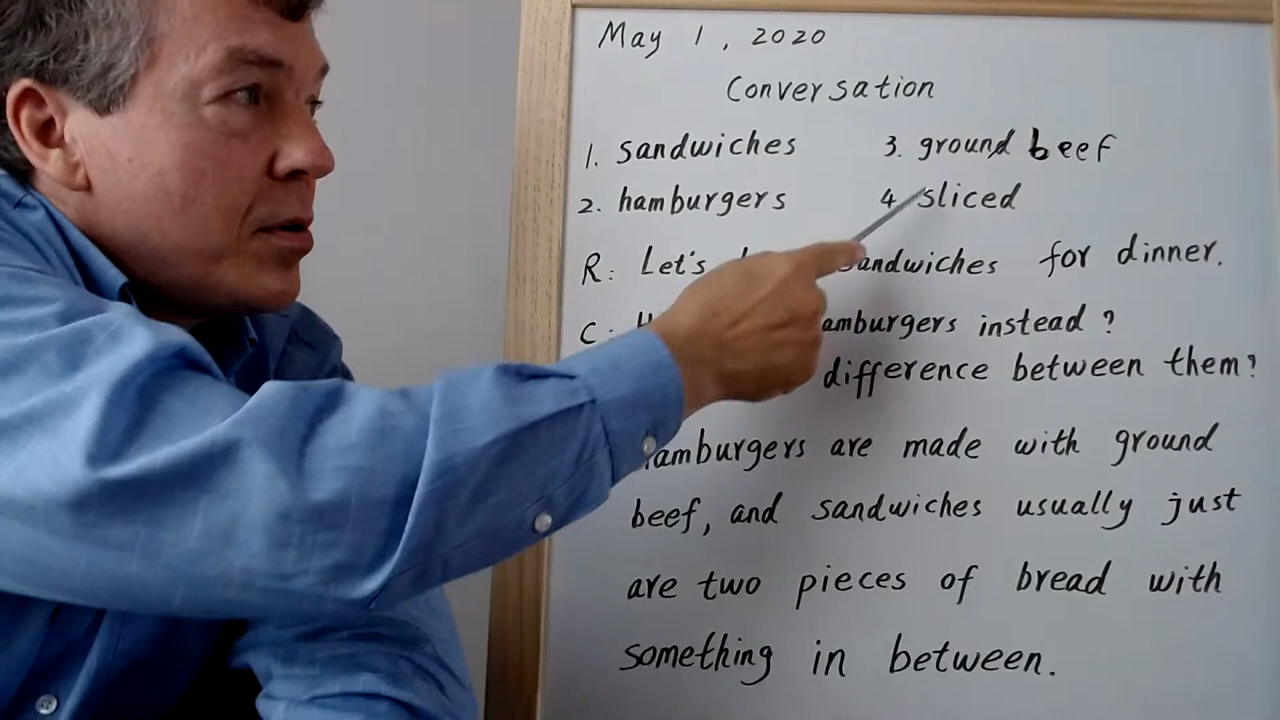 May 1, 2020
Conversation
1. sandwiches 3. ground beef
2. hamburgers 4 sliced
R: Let's sandwiches for dinner.
C: hamburgers instead?
difference between them?
Hamburgers are made with ground
beef, and sandwiches usually just
are two pieces of bread with
something in between.